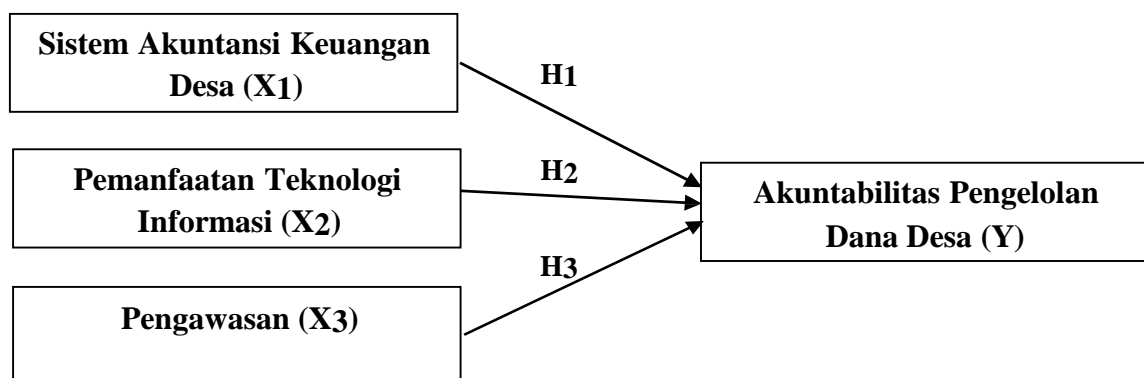 Sistem Akuntansi Keuangan
Desa (X1)
H1
Pemanfaatan Teknologi
Informasi (X2)
H2
Akuntabilitas Pengelolan
Dana Desa (Y)
H3
Pengawasan (X3)